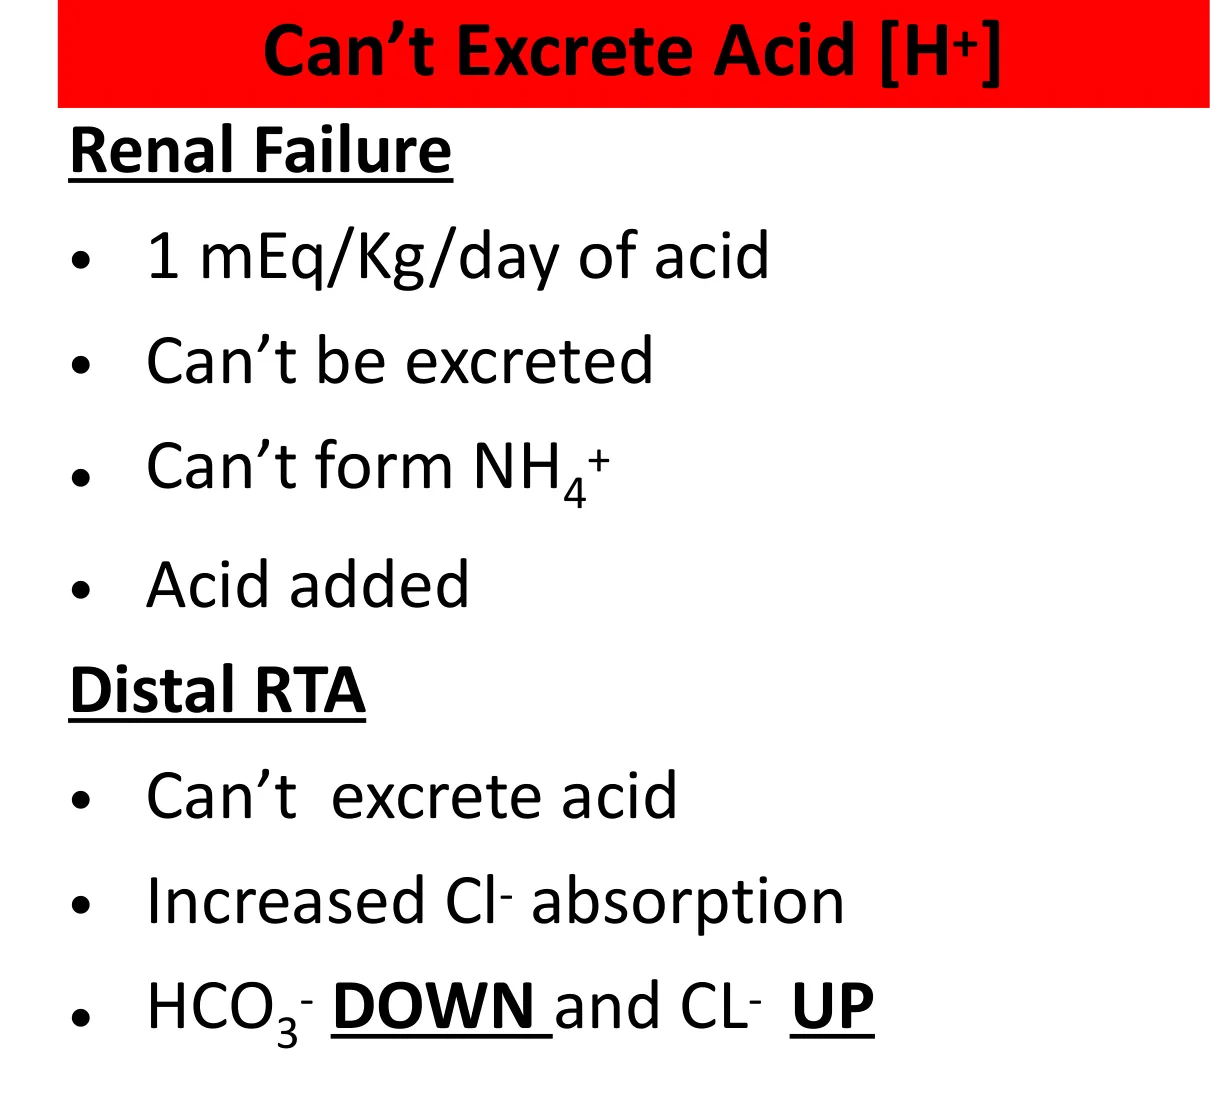 Can’t Excrete Acid [H⁺]
Renal Failure
• 1 mEq/Kg/day of acid
• Can’t be excreted
• Can’t form NH₄⁺
• Acid added
Distal RTA
• Can’t  excrete acid
• Increased Cl⁻ absorption
• HCO₃⁻ DOWN and CL⁻ UP